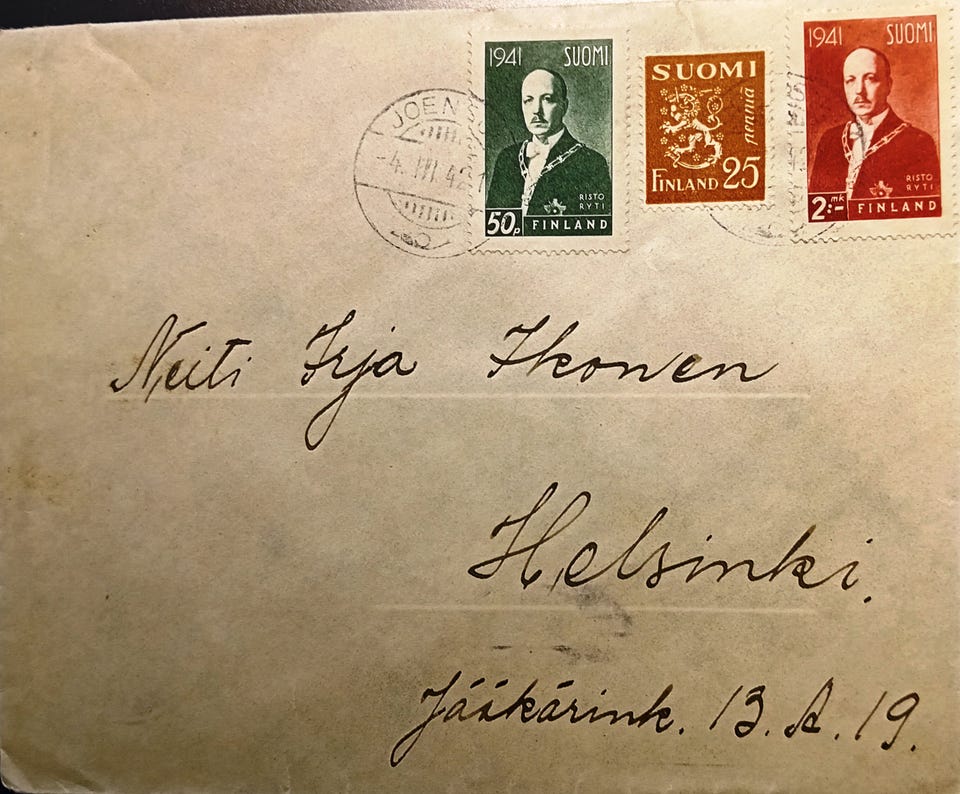 1941 SUOMI
RISTO
RYTI
50p FINLAND
SUOMI
pennia
FINLAND 25
1941 SUOMI
RISTO
RYTI
2:- mk FINLAND
JOEN
-4. III. 42
Neiti Irja Ikonen
Helsinki.
Jääkärink. 13. A. 19.